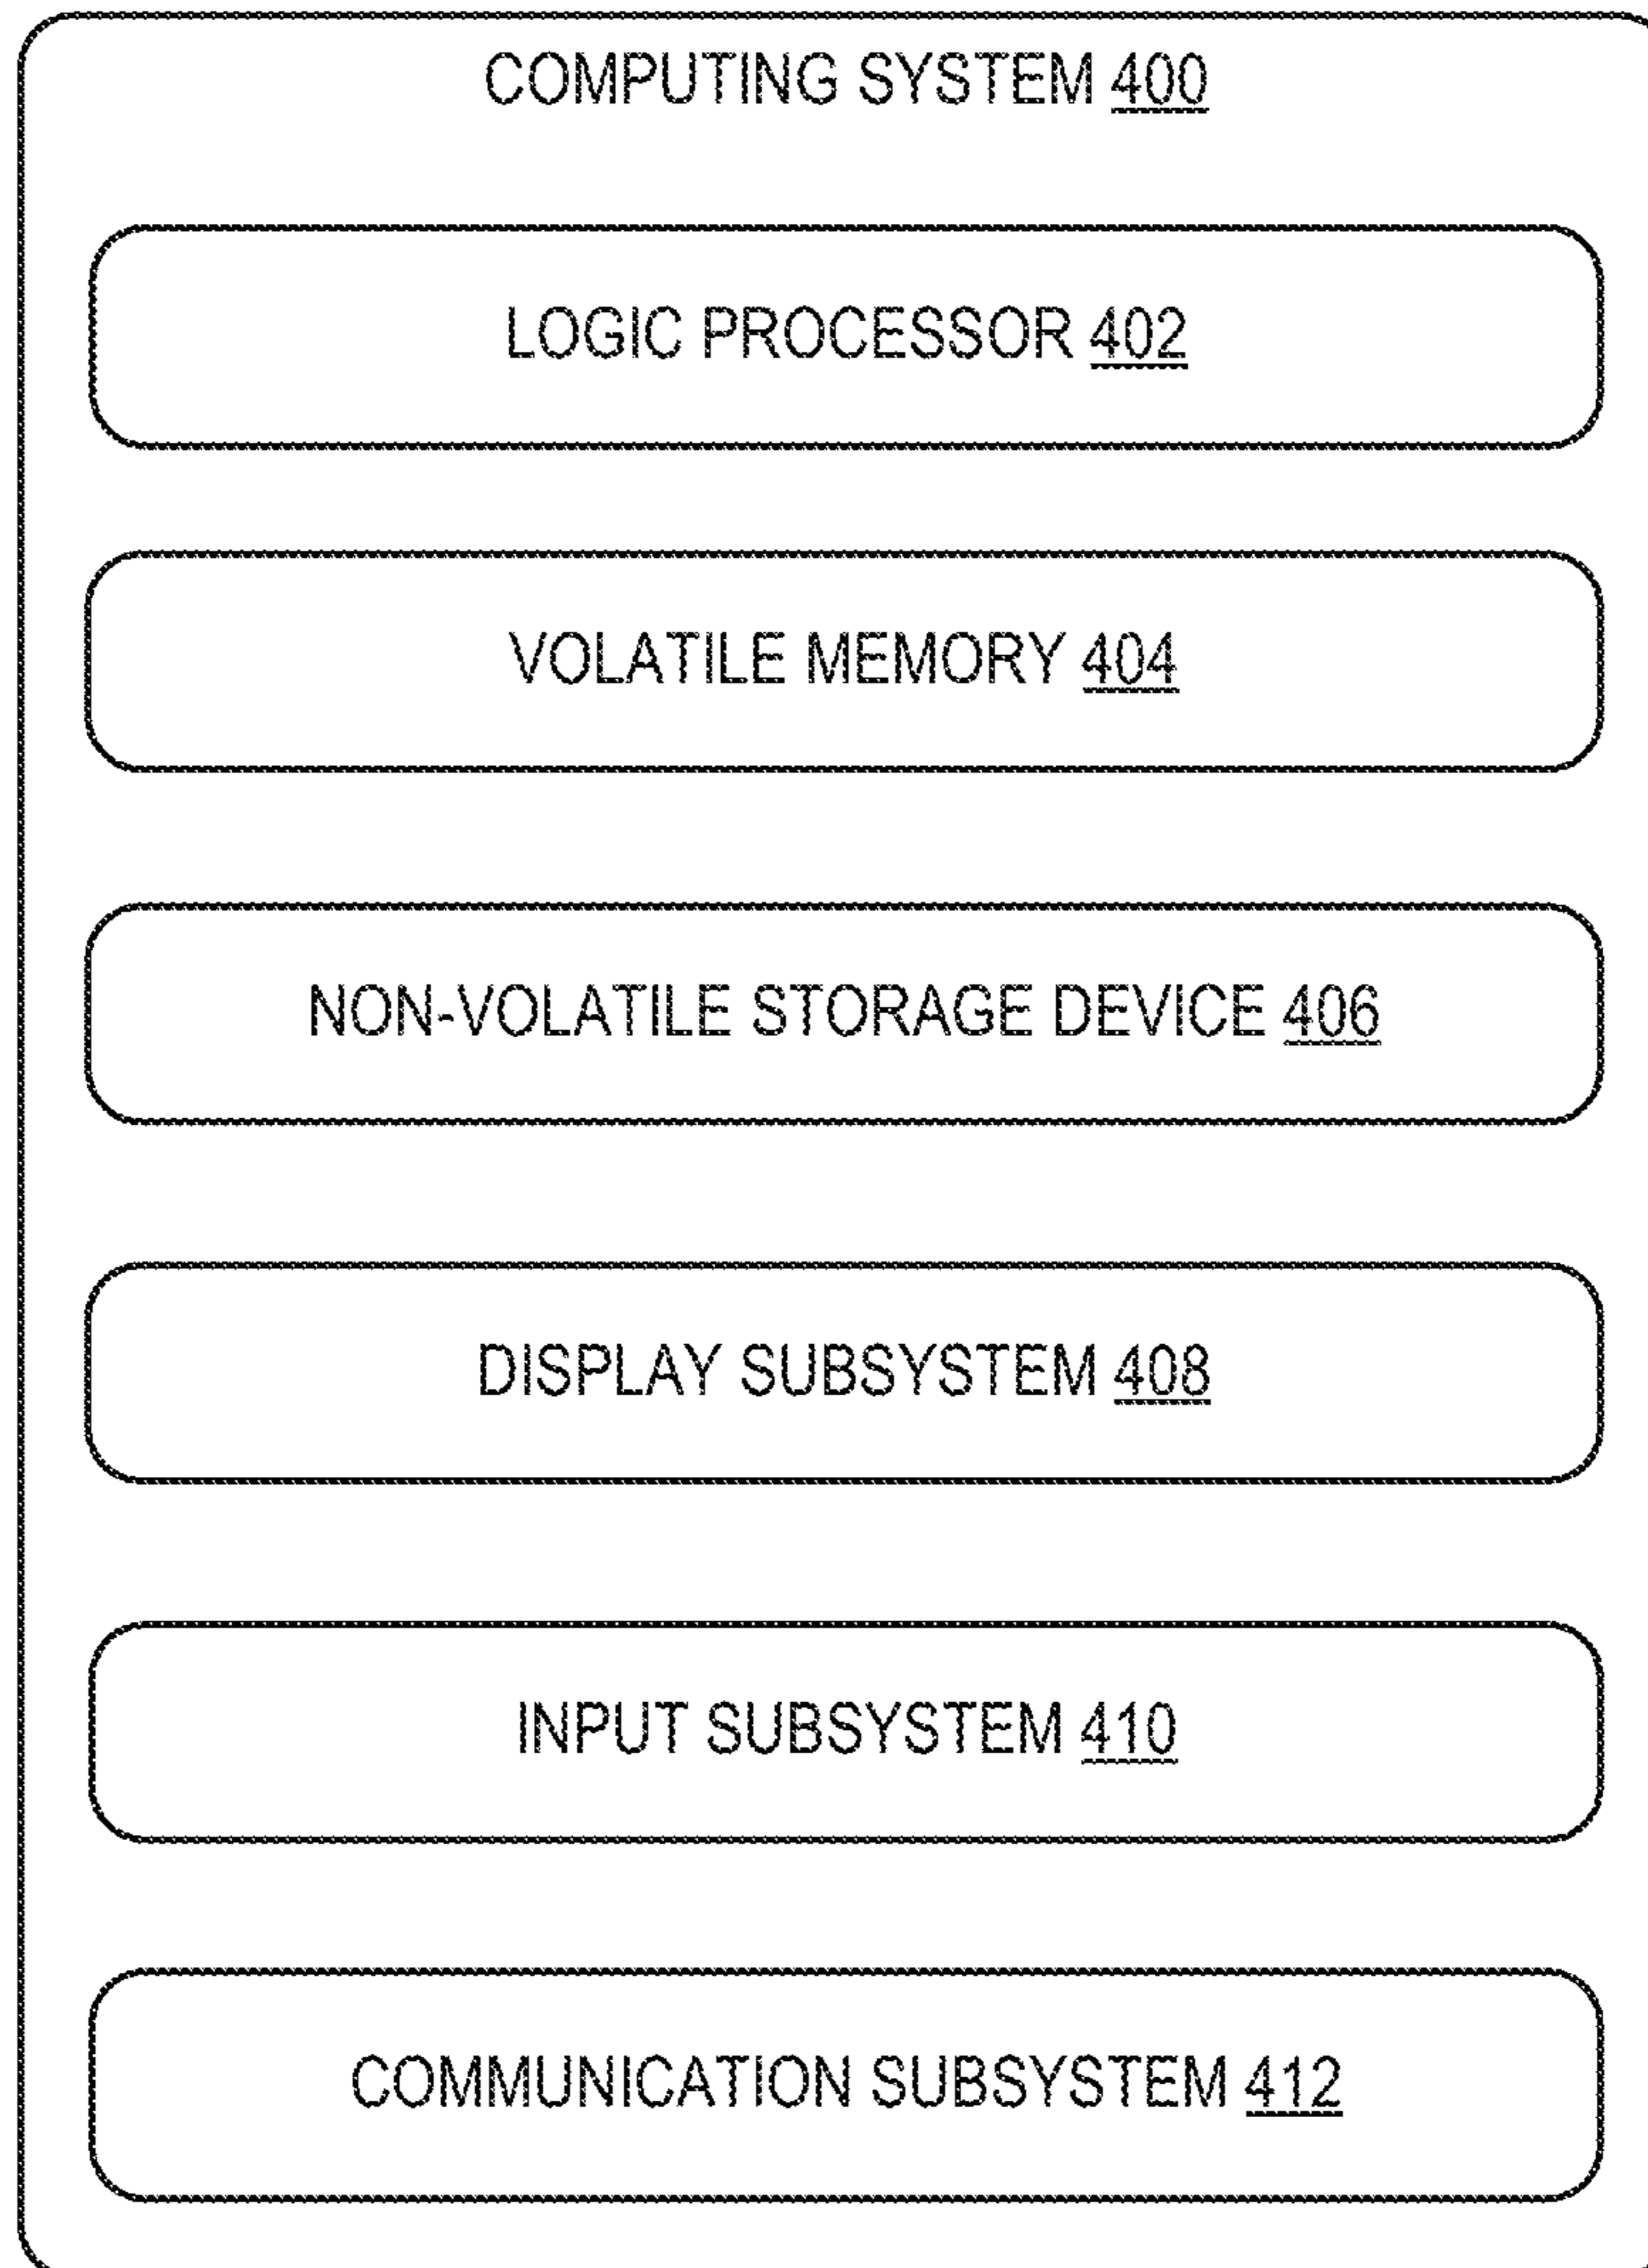 COMPUTING SYSTEM 400
LOGIC PROCESSOR 402
VOLATILE MEMORY 404
NON-VOLATILE STORAGE DEVICE 406
DISPLAY SUBSYSTEM 408
INPUT SUBSYSTEM 410
COMMUNICATION SUBSYSTEM 412